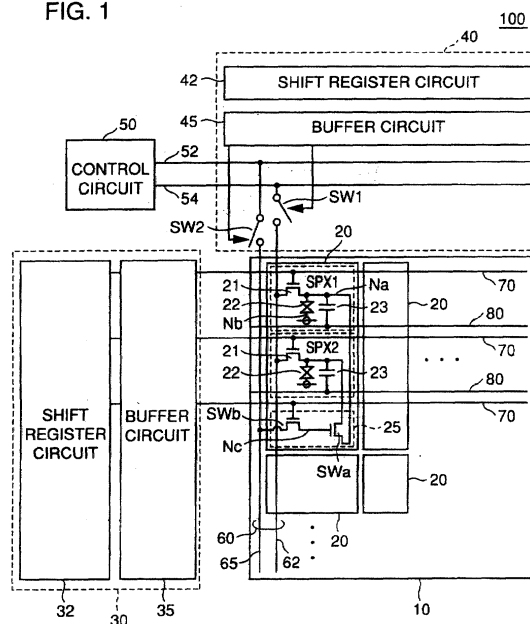 FIG. 1
100
40
42
SHIFT REGISTER CIRCUIT
50
45
BUFFER CIRCUIT
52
CONTROL
CIRCUIT
54
SW1
SW2
20
21
SPX1
Na
70
22
23
20
Nb
80
21
SPX2
70
22
23
. . .
80
SHIFT
REGISTER
CIRCUIT
BUFFER
CIRCUIT
SWb
70
25
Nc
SWa
20
60
20
65
62
32
35
10
30